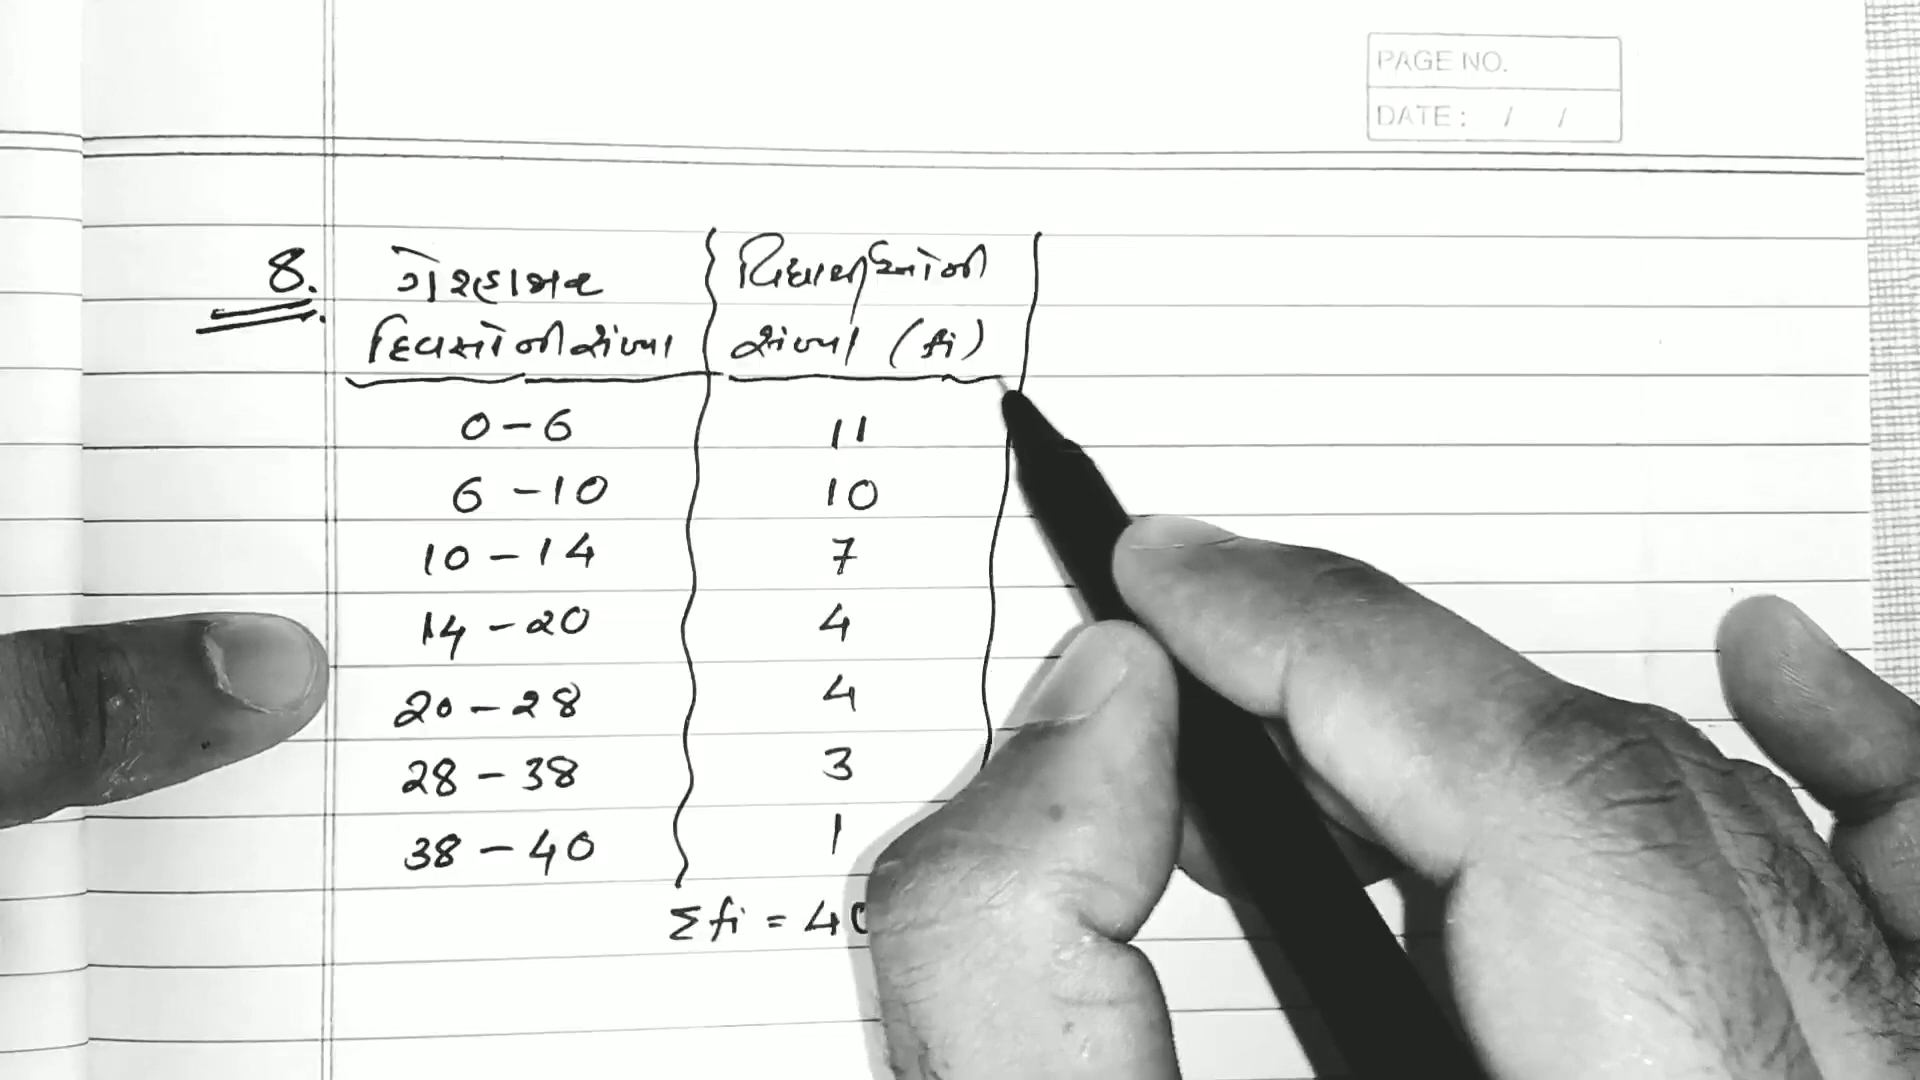 PAGE NO.
DATE : / /
8. ગેરહાજર વિદ્યાર્થીઓની
દિવસોની સંખ્યા સંખ્યા (fi)
0 - 6 11
6 - 10 10
10 - 14 7
14 - 20 4
20 - 28 4
28 - 38 3
38 - 40 1
Σ fi = 40